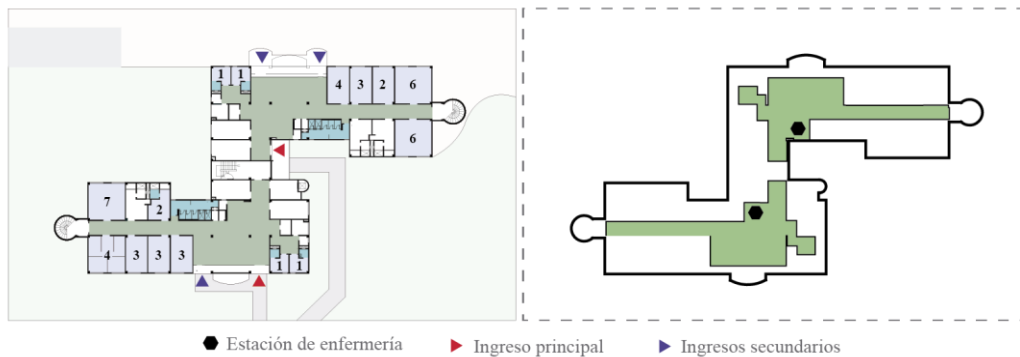 1 1 4 3 2 6
6
7 2
4 3 3 3 1 1
Estación de enfermería Ingreso principal Ingresos secundarios